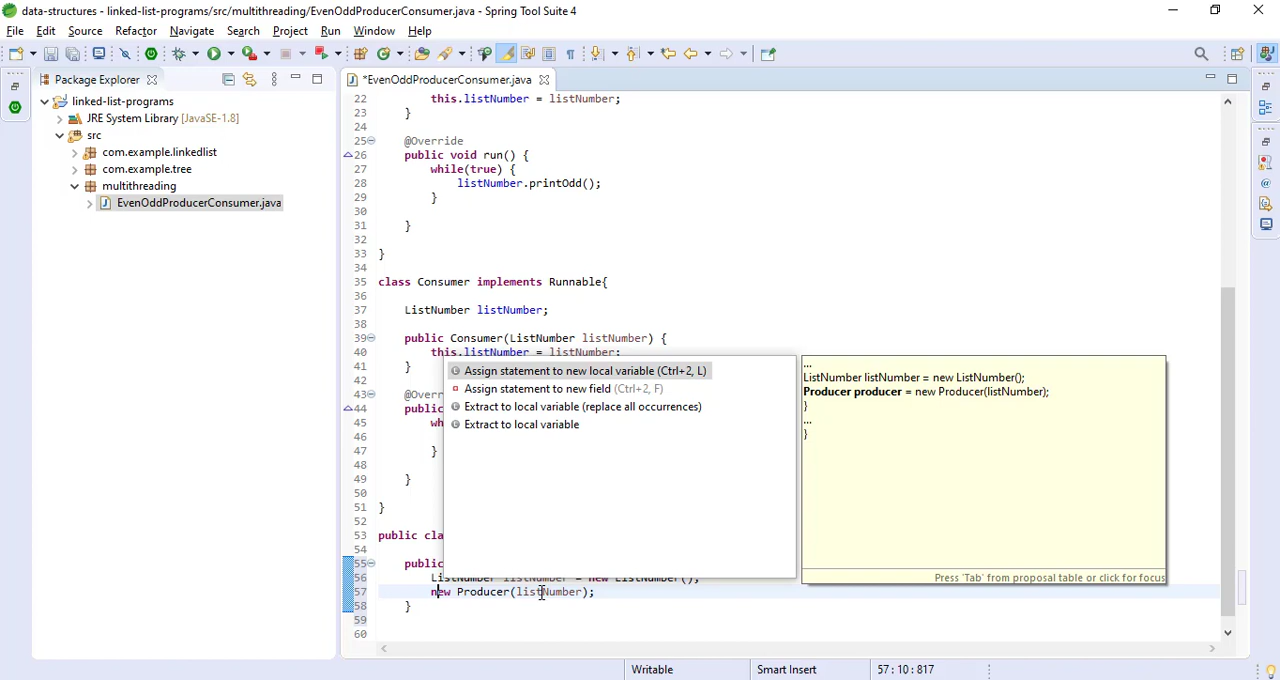 data-structures - linked-list-programs/src/multithreading/EvenOddProducerConsumer.java - Spring Tool Suite 4
File Edit Source Refactor Navigate Search Project Run Window Help
Package Explorer
linked-list-programs
JRE System Library [JavaSE-1.8]
src
com.example.linkedlist
com.example.tree
multithreading
EvenOddProducerConsumer.java
*EvenOddProducerConsumer.java
22 this.listNumber = listNumber;
23 }
24
25 @Override
26 public void run() {
27 while(true) {
28 listNumber.printOdd();
29 }
30
31 }
32
33 }
34
35 class Consumer implements Runnable{
36
37 ListNumber listNumber;
38
39 public Consumer(ListNumber listNumber) {
40 this.listNumber = listNumber;
41 }
42
43 @Over
44 public
45 wh
46
47 }
48
49 }
50
51 }
52
53 public cla
54
55 public
56 ListNumber listNumber = new ListNumber();
57 new Producer(listNumber);
58 }
59
60
Assign statement to new local variable (Ctrl+2, L)
Assign statement to new field (Ctrl+2, F)
Extract to local variable (replace all occurrences)
Extract to local variable
...
ListNumber listNumber = new ListNumber();
Producer producer = new Producer(listNumber);
}
...
}
Press 'Tab' from proposal table or click for focus
Writable Smart Insert 57 : 10 : 817